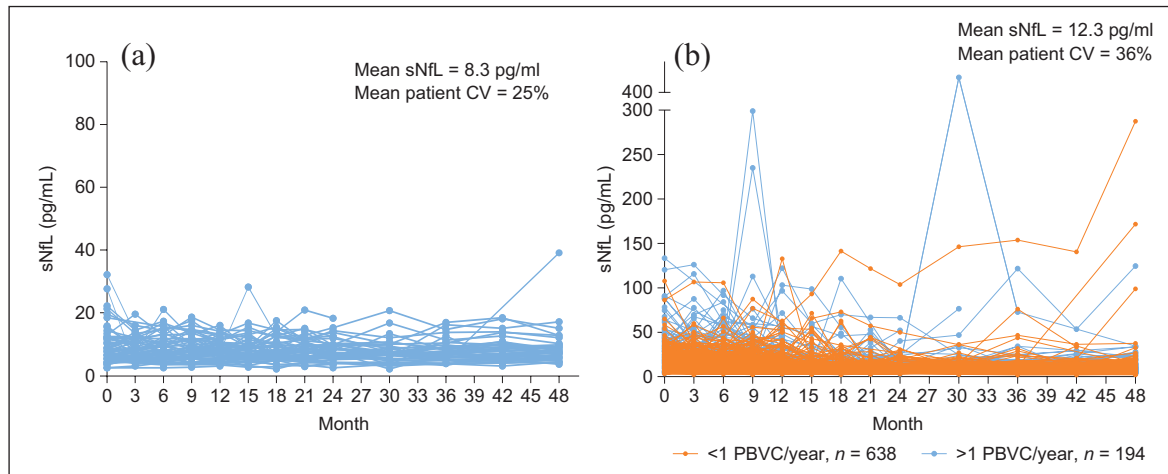 (a)
Mean sNfL = 8.3 pg/ml
Mean patient CV = 25%
100
80
60
40
20
0
sNfL (pg/mL)
0 3 6 9 12 15 18 21 24 27 30 33 36 39 42 45 48
Month
(b)
Mean sNfL = 12.3 pg/ml
Mean patient CV = 36%
400
300
250
200
150
100
50
0
sNfL (pg/mL)
0 3 6 9 12 15 18 21 24 27 30 33 36 39 42 45 48
Month
<1 PBVC/year, n = 638 >1 PBVC/year, n = 194